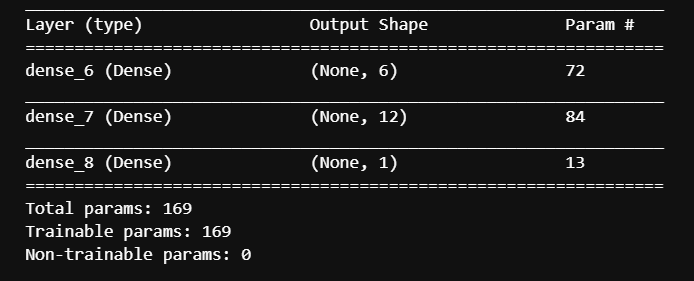 Layer (type) Output Shape Param #
dense_6 (Dense) (None, 6) 72
dense_7 (Dense) (None, 12) 84
dense_8 (Dense) (None, 1) 13
Total params: 169
Trainable params: 169
Non-trainable params: 0